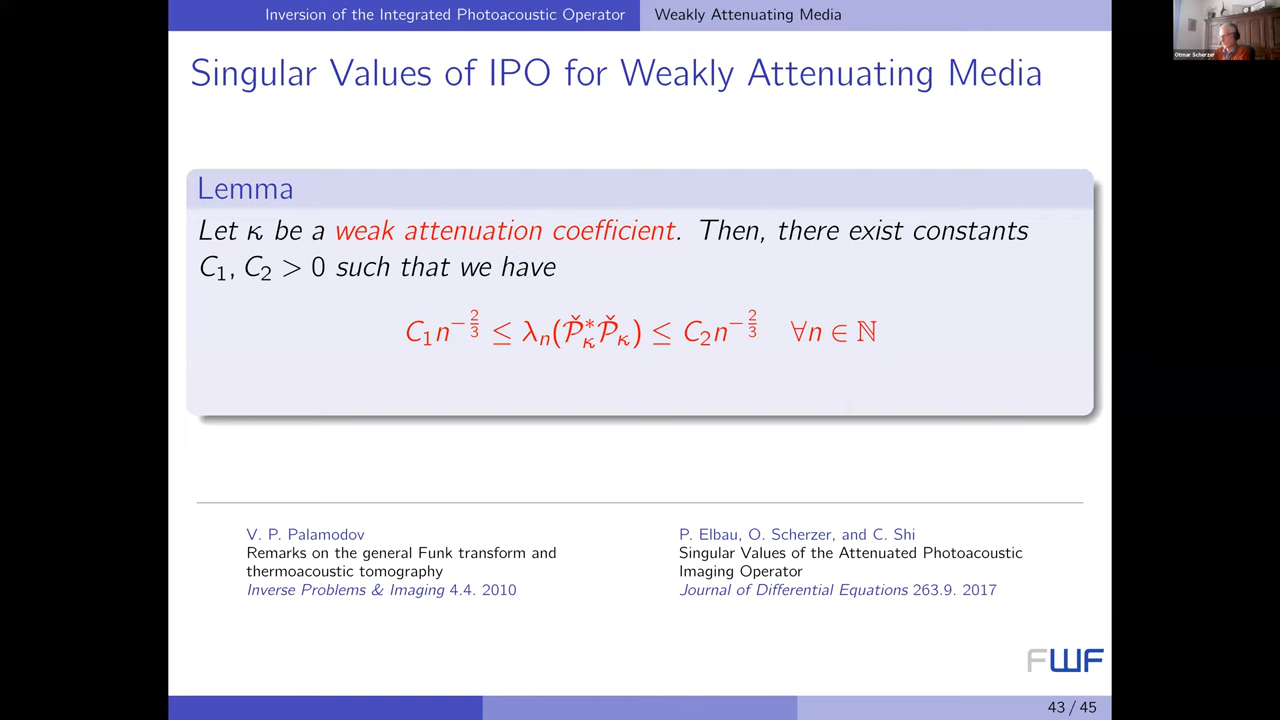 Inversion of the Integrated Photoacoustic Operator
Weakly Attenuating Media
Otmar Scherzer
Singular Values of IPO for Weakly Attenuating Media
Lemma
Let κ be a weak attenuation coefficient. Then, there exist constants
C₁, C₂ > 0 such that we have
C₁n^{-2/3} ≤ λₙ(𝒫̌*_κ 𝒫̌_κ) ≤ C₂n^{-2/3} ∀n ∈ ℕ
V. P. Palamodov
Remarks on the general Funk transform and
thermoacoustic tomography
Inverse Problems & Imaging 4.4. 2010
P. Elbau, O. Scherzer, and C. Shi
Singular Values of the Attenuated Photoacoustic
Imaging Operator
Journal of Differential Equations 263.9. 2017
FWF
43 / 45